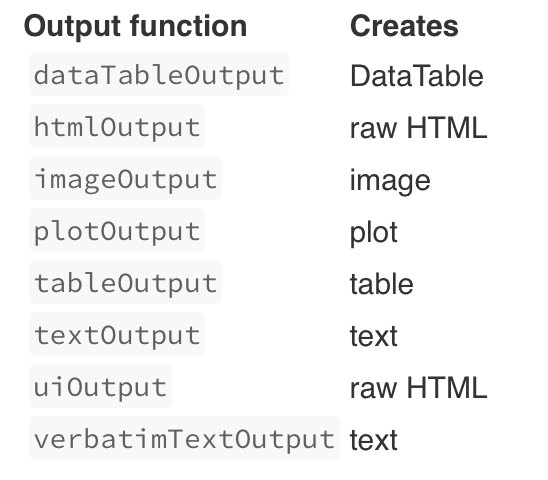 Output function Creates
dataTableOutput DataTable
htmlOutput raw HTML
imageOutput image
plotOutput plot
tableOutput table
textOutput text
uiOutput raw HTML
verbatimTextOutput text